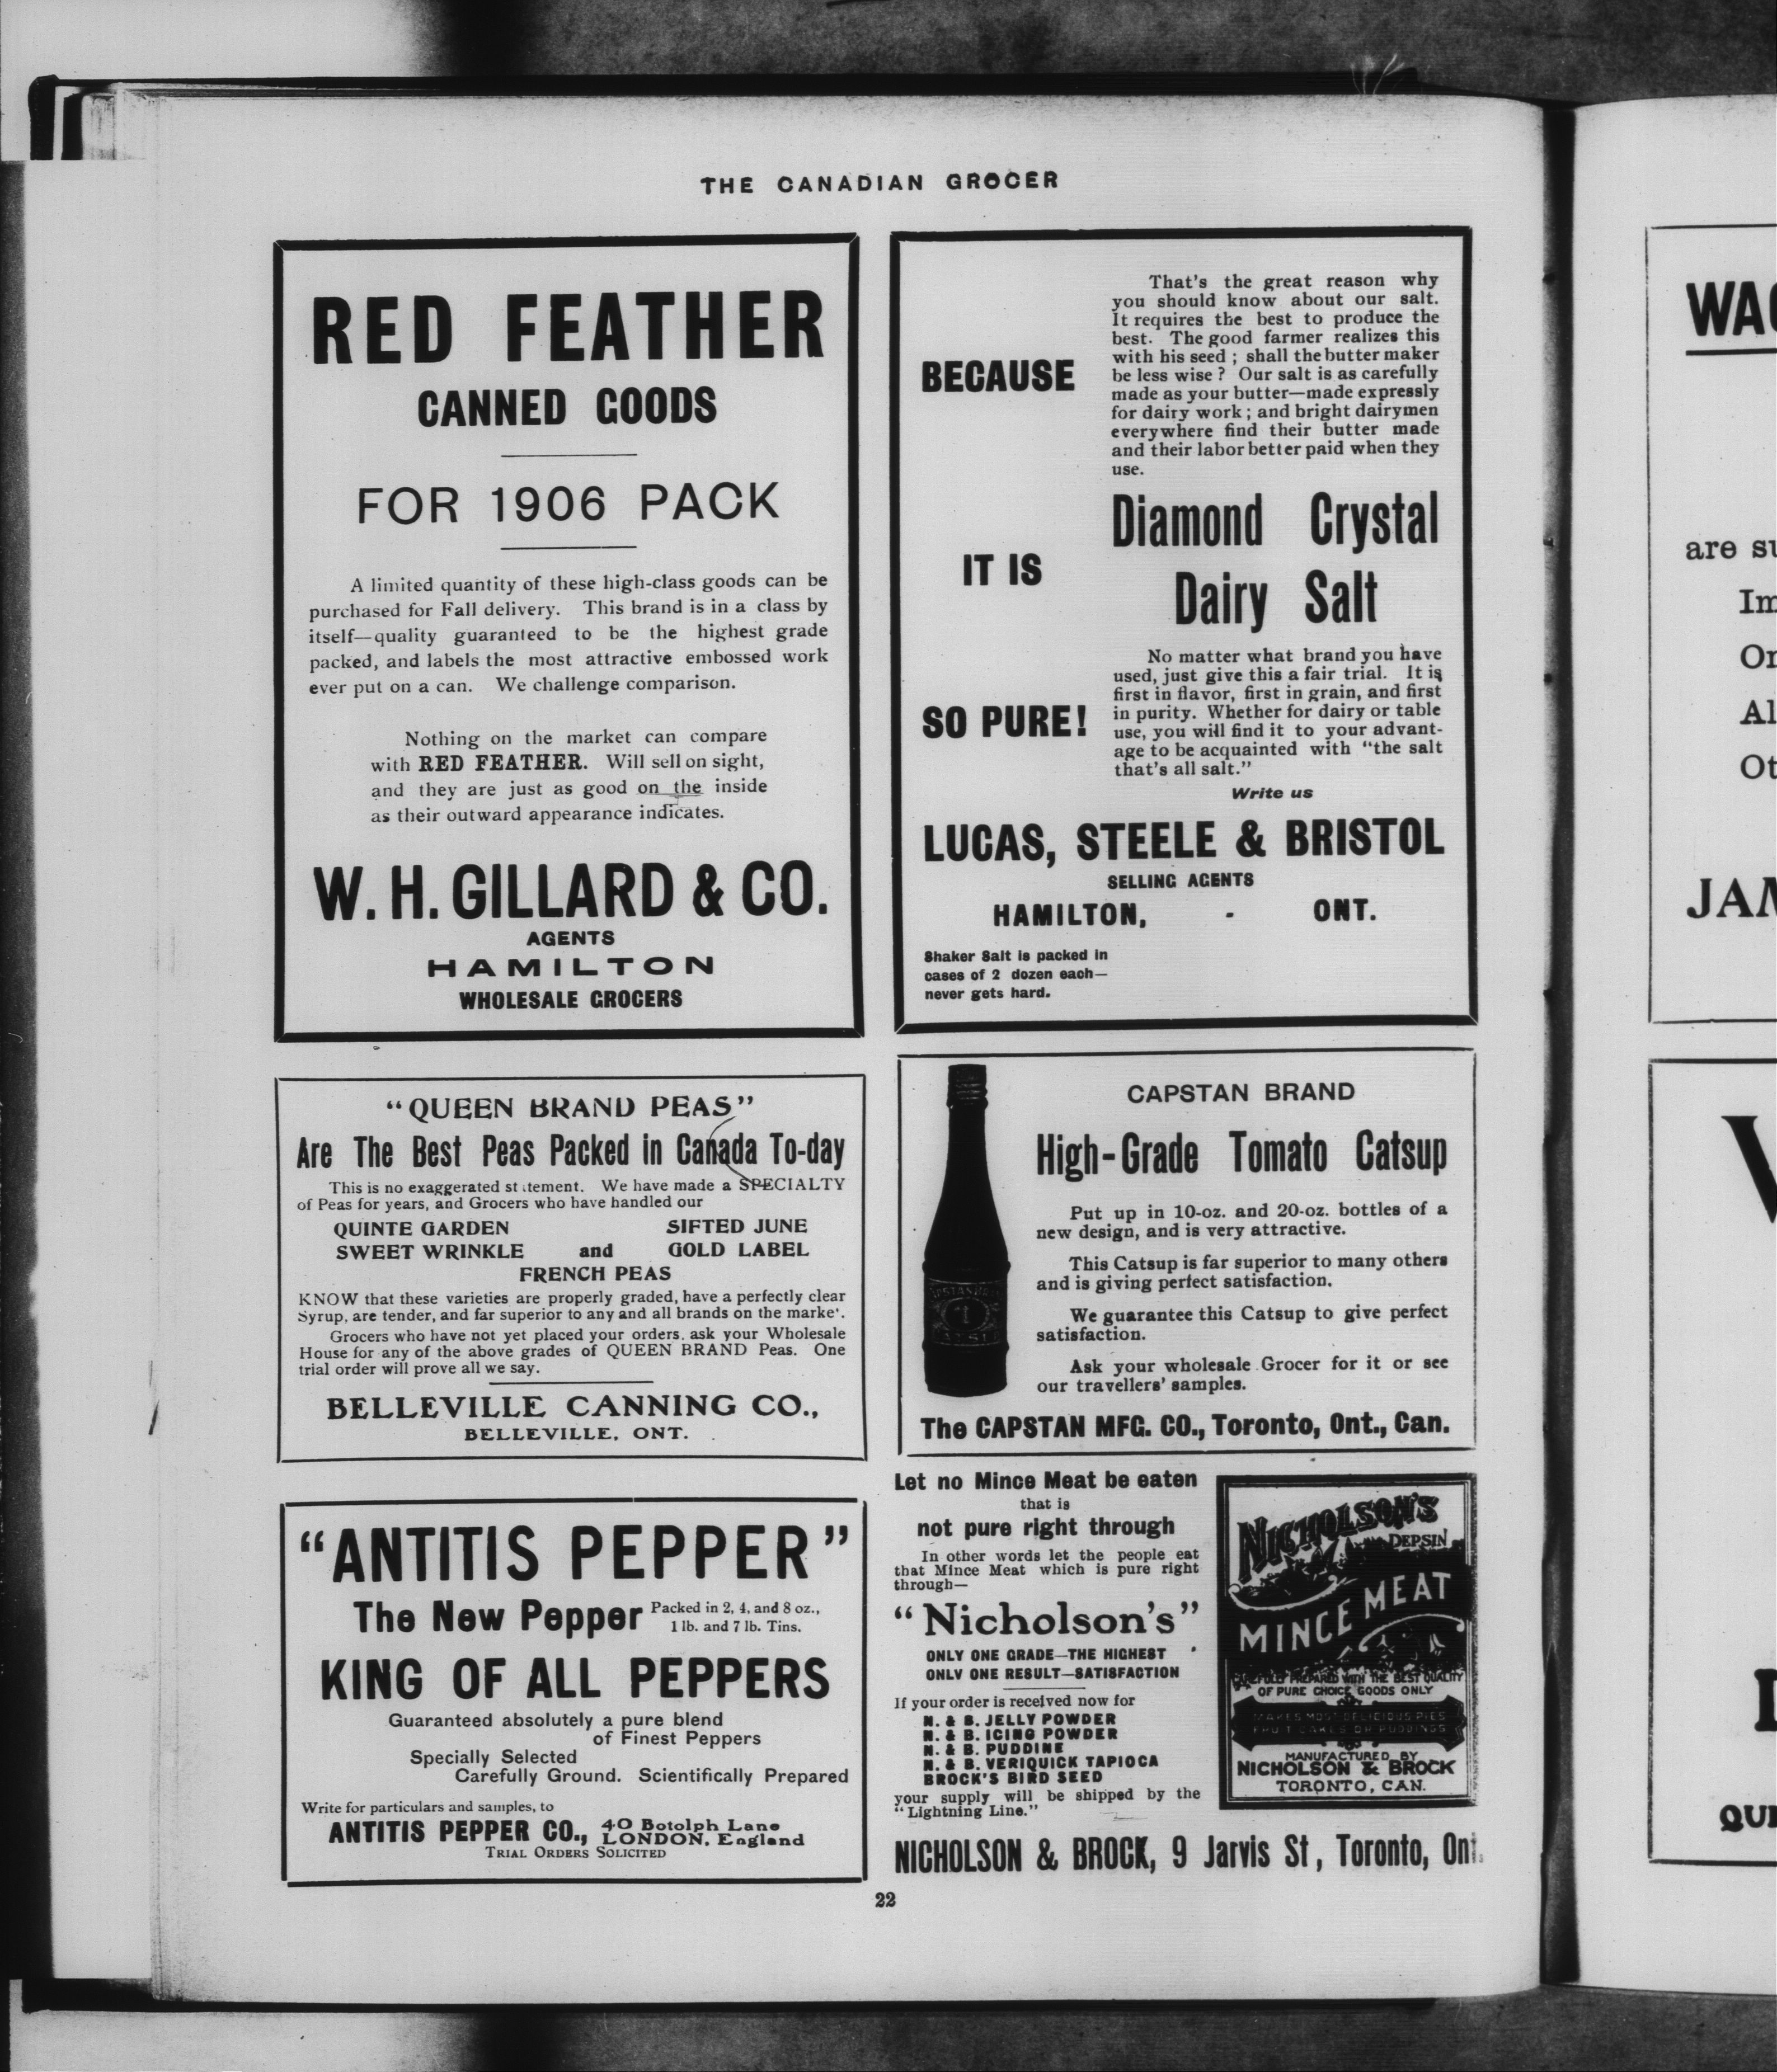 THE CANADIAN GROCER
RED FEATHER
CANNED GOODS
FOR 1906 PACK
A limited quantity of these high-class goods can be
purchased for Fall delivery. This brand is in a class by
itself—quality guaranteed to be the highest grade
packed, and labels the most attractive embossed work
ever put on a can. We challenge comparison.
Nothing on the market can compare
with RED FEATHER. Will sell on sight,
and they are just as good on the inside
as their outward appearance indicates.
W. H. GILLARD & CO.
AGENTS
HAMILTON
WHOLESALE GROCERS
BECAUSE
That's the great reason why
you should know about our salt.
It requires the best to produce the
best. The good farmer realizes this
with his seed ; shall the butter maker
be less wise ? Our salt is as carefully
made as your butter—made expressly
for dairy work ; and bright dairymen
everywhere find their butter made
and their labor better paid when they
use.
IT IS
Diamond Crystal
Dairy Salt
SO PURE!
No matter what brand you have
used, just give this a fair trial. It is
first in flavor, first in grain, and first
in purity. Whether for dairy or table
use, you will find it to your advant-
age to be acquainted with "the salt
that's all salt."
Write us
LUCAS, STEELE & BRISTOL
SELLING AGENTS
HAMILTON, - ONT.
Shaker Salt is packed in
cases of 2 dozen each—
never gets hard.
"QUEEN BRAND PEAS"
Are The Best Peas Packed in Canada To-day
This is no exaggerated statement. We have made a SPECIALTY
of Peas for years, and Grocers who have handled our
QUINTE GARDEN SIFTED JUNE
SWEET WRINKLE and GOLD LABEL
FRENCH PEAS
KNOW that these varieties are properly graded, have a perfectly clear
Syrup, are tender, and far superior to any and all brands on the marke'.
Grocers who have not yet placed your orders, ask your Wholesale
House for any of the above grades of QUEEN BRAND Peas. One
trial order will prove all we say.
BELLEVILLE CANNING CO.,
BELLEVILLE, ONT.
CAPSTAN BRAND
High-Grade Tomato Catsup
Put up in 10-oz. and 20-oz. bottles of a
new design, and is very attractive.
This Catsup is far superior to many others
and is giving perfect satisfaction.
We guarantee this Catsup to give perfect
satisfaction.
Ask your wholesale Grocer for it or see
our travellers' samples.
The CAPSTAN MFG. CO., Toronto, Ont., Can.
"ANTITIS PEPPER"
The New Pepper Packed in 2, 4, and 8 oz.,
1 lb. and 7 lb. Tins.
KING OF ALL PEPPERS
Guaranteed absolutely a pure blend
of Finest Peppers
Specially Selected
Carefully Ground. Scientifically Prepared
Write for particulars and samples, to
ANTITIS PEPPER CO., 40 Botolph Lane
LONDON, England
TRIAL ORDERS SOLICITED
Let no Mince Meat be eaten
that is
not pure right through
In other words let the people eat
that Mince Meat which is pure right
through—
"Nicholson's"
ONLY ONE GRADE—THE HIGHEST
ONLY ONE RESULT—SATISFACTION
If your order is received now for
N. & B. JELLY POWDER
N. & B. ICING POWDER
N. & B. PUDDINE
N. & B. VERIQUICK TAPIOCA
BROCK'S BIRD SEED
your supply will be shipped by the
"Lightning Line."
NICHOLSON'S
DEPSIN
MINCE MEAT
CAREFULLY PREPARED WITH THE BEST QUALITY
OF PURE CHOICE GOODS ONLY
MAKES MOST DELICIOUS PIES
FRUIT CAKES OR PUDDINGS
MANUFACTURED BY
NICHOLSON & BROCK
TORONTO, CAN.
NICHOLSON & BROCK, 9 Jarvis St, Toronto, Ont.
22
WAG
are su
Im
Or
Al
Ot
JAM
QUE